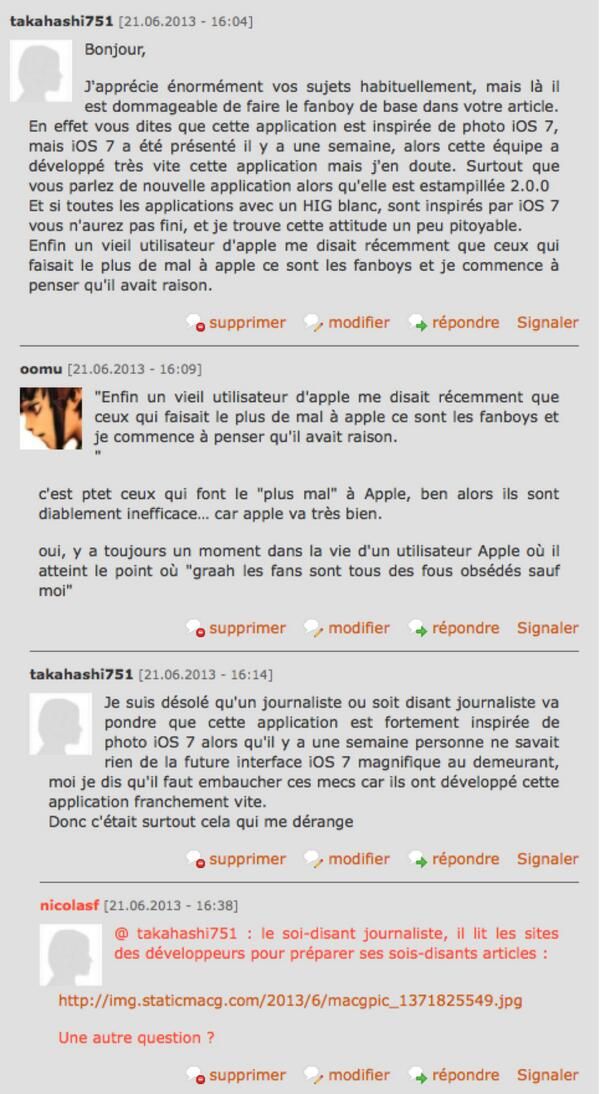 takahashi751 [21.06.2013 - 16:04]
Bonjour,
J'apprécie énormément vos sujets habituellement, mais là il
est dommageable de faire le fanboy de base dans votre article.
En effet vous dites que cette application est inspirée de photo iOS 7,
mais iOS 7 a été présenté il y a une semaine, alors cette équipe a
développé très vite cette application mais j'en doute. Surtout que
vous parlez de nouvelle application alors qu'elle est estampillée 2.0.0
Et si toutes les applications avec un HIG blanc, sont inspirés par iOS 7
vous n'aurez pas fini, et je trouve cette attitude un peu pitoyable.
Enfin un vieil utilisateur d'apple me disait récemment que ceux qui
faisait le plus de mal à apple ce sont les fanboys et je commence à
penser qu'il avait raison.
supprimer modifier répondre Signaler
oomu [21.06.2013 - 16:09]
"Enfin un vieil utilisateur d'apple me disait récemment que
ceux qui faisait le plus de mal à apple ce sont les fanboys et
je commence à penser qu'il avait raison.
"
c'est ptet ceux qui font le "plus mal" à Apple, ben alors ils sont
diablement inefficace... car apple va très bien.
oui, y a toujours un moment dans la vie d'un utilisateur Apple où il
atteint le point où "graah les fans sont tous des fous obsédés sauf
moi"
supprimer modifier répondre Signaler
takahashi751 [21.06.2013 - 16:14]
Je suis désolé qu'un journaliste ou soit disant journaliste va
pondre que cette application est fortement inspirée de
photo iOS 7 alors qu'il y a une semaine personne ne savait
rien de la future interface iOS 7 magnifique au demeurant,
moi je dis qu'il faut embaucher ces mecs car ils ont développé cette
application franchement vite.
Donc c'était surtout cela qui me dérange
supprimer modifier répondre Signaler
nicolasf [21.06.2013 - 16:38]
@ takahashi751 : le soi-disant journaliste, il lit les sites
des développeurs pour préparer ses sois-disants articles :
http://img.staticmacg.com/2013/6/macgpic_1371825549.jpg
Une autre question ?
supprimer modifier répondre Signaler